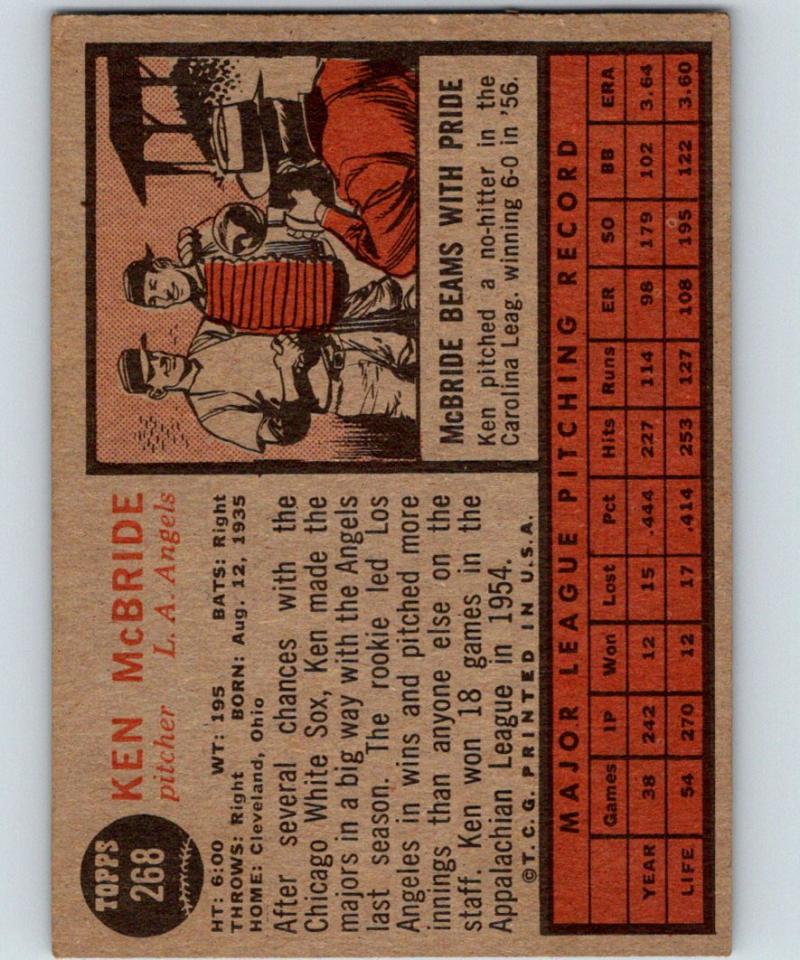 TOPPS
268
KEN McBRIDE
pitcher L. A. Angels
HT: 6:00 WT: 195 BATS: Right
THROWS: Right BORN: Aug. 12, 1935
HOME: Cleveland, Ohio
After several chances with the
Chicago White Sox, Ken made the
majors in a big way with the Angels
last season. The rookie led Los
Angeles in wins and pitched more
innings than anyone else on the
staff. Ken won 18 games in the
Appalachian League in 1954.
©T. C. G. PRINTED IN U. S. A.
McBRIDE BEAMS WITH PRIDE
Ken pitched a no-hitter in the
Carolina Leag. winning 6-0 in '56.
MAJOR LEAGUE PITCHING RECORD
Games IP Won Lost Pct Hits Runs ER SO BB ERA
YEAR 38 242 12 15 .444 227 114 98 179 102 3.64
LIFE 54 270 12 17 .414 253 127 108 195 122 3.60